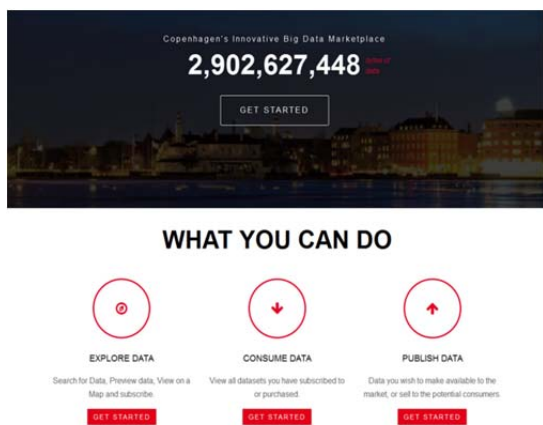 Copenhagen's Innovative Big Data Marketplace
2,902,627,448 bytes of
data
GET STARTED
WHAT YOU CAN DO
EXPLORE DATA
Search for Data, Preview data, View on a
Map and subscribe.
GET STARTED
CONSUME DATA
View all datasets you have subscribed to
or purchased.
GET STARTED
PUBLISH DATA
Data you wish to make available to the
market, or sell to the potential consumers.
GET STARTED